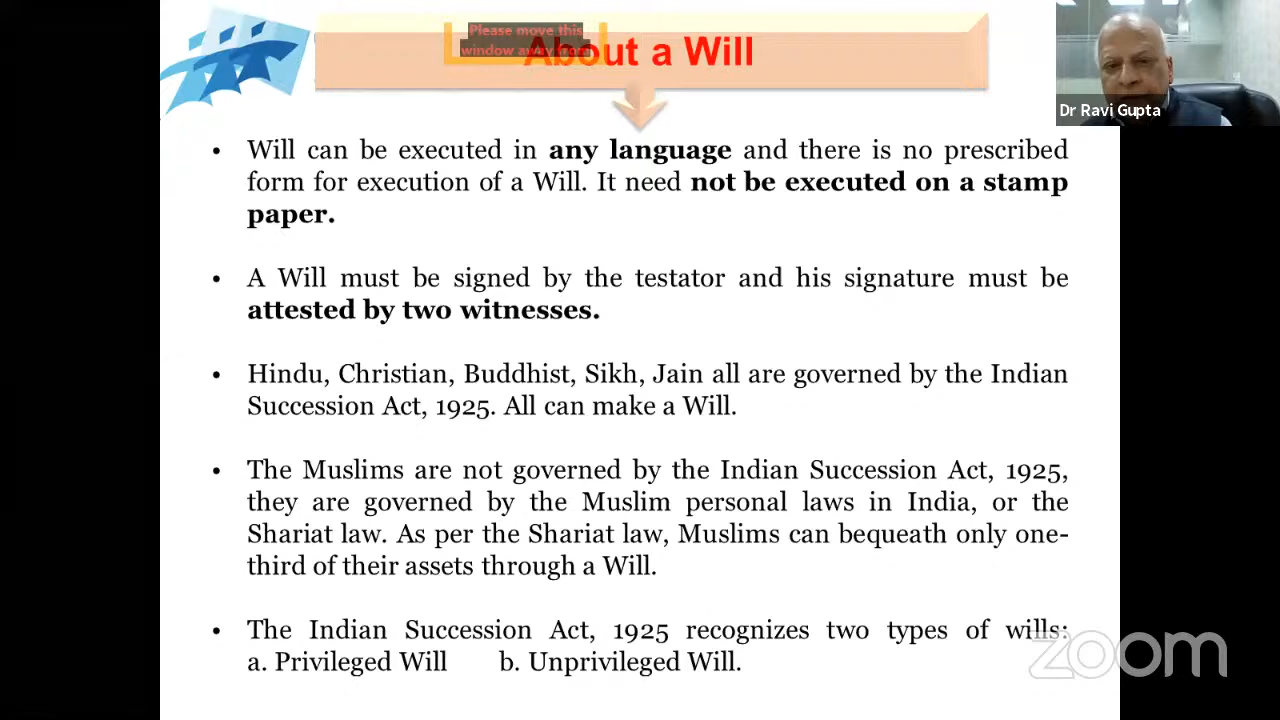 Please move this
window away from
About a Will
Dr Ravi Gupta
• Will can be executed in any language and there is no prescribed
form for execution of a Will. It need not be executed on a stamp
paper.
• A Will must be signed by the testator and his signature must be
attested by two witnesses.
• Hindu, Christian, Buddhist, Sikh, Jain all are governed by the Indian
Succession Act, 1925. All can make a Will.
• The Muslims are not governed by the Indian Succession Act, 1925,
they are governed by the Muslim personal laws in India, or the
Shariat law. As per the Shariat law, Muslims can bequeath only one-
third of their assets through a Will.
• The Indian Succession Act, 1925 recognizes two types of wills:
a. Privileged Will b. Unprivileged Will.
zoom